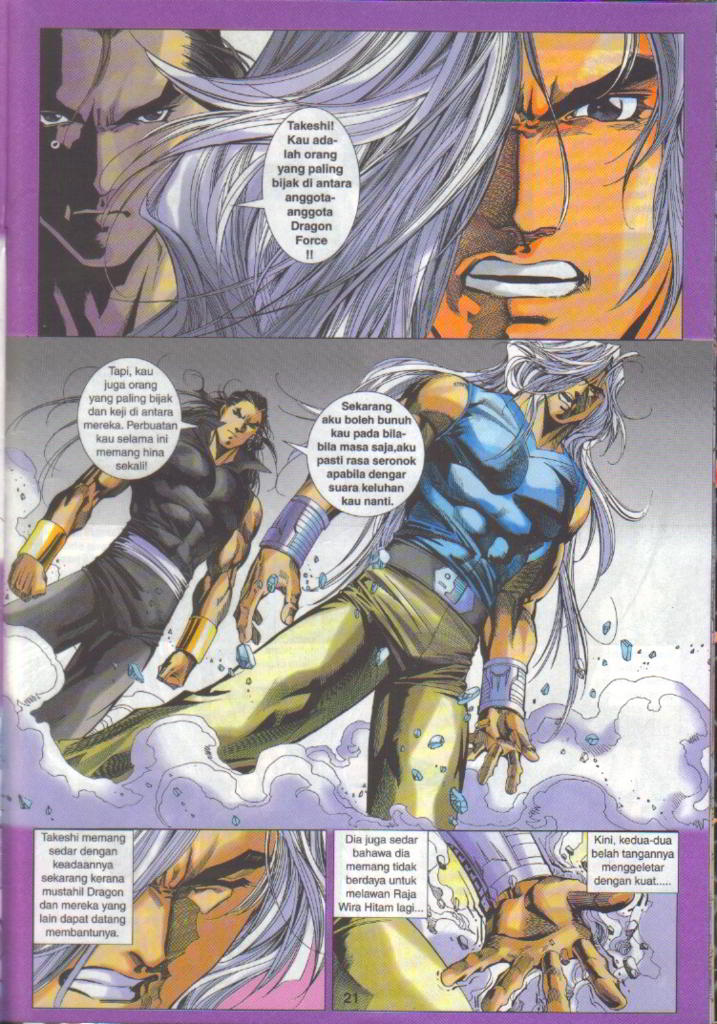 Takeshi!
Kau ada-
lah orang
yang paling
bijak di antara
anggota-
anggota
Dragon
Force
!!
Tapi, kau
juga orang
yang paling bijak
dan keji di antara
mereka. Perbuatan
kau selama ini
memang hina
sekali!
Sekarang
aku boleh bunuh
kau pada bila-
bila masa saja,aku
pasti rasa seronok
apabila dengar
suara keluhan
kau nanti.
Takeshi memang
sedar dengan
keadaannya
sekarang kerana
mustahil Dragon
dan mereka yang
lain dapat datang
membantunya.
Dia juga sedar
bahawa dia
memang tidak
berdaya untuk
melawan Raja
Wira Hitam lagi...
Kini, kedua-dua
belah tangannya
menggeletar
dengan kuat.....
21